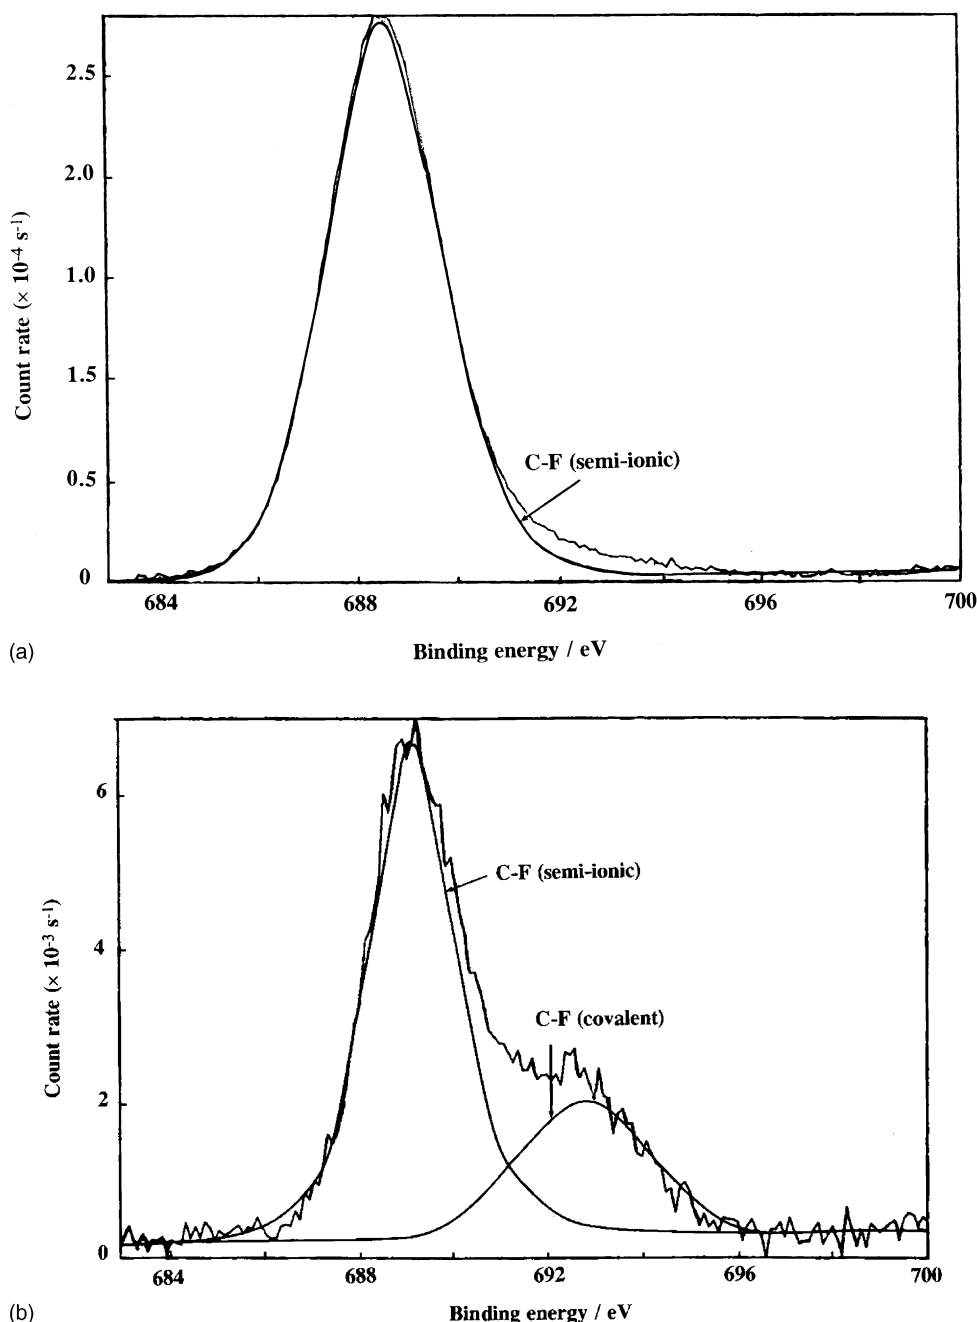 2.5
2.0
1.0
1.5
0.5
0
Count rate (× 10⁻⁴ s⁻¹)
C-F (semi-ionic)
684 688 692 696 700
Binding energy / eV
(a)
6
4
2
0
Count rate (× 10⁻³ s⁻¹)
C-F (semi-ionic)
C-F (covalent)
684 688 692 696 700
Binding energy / eV
(b)